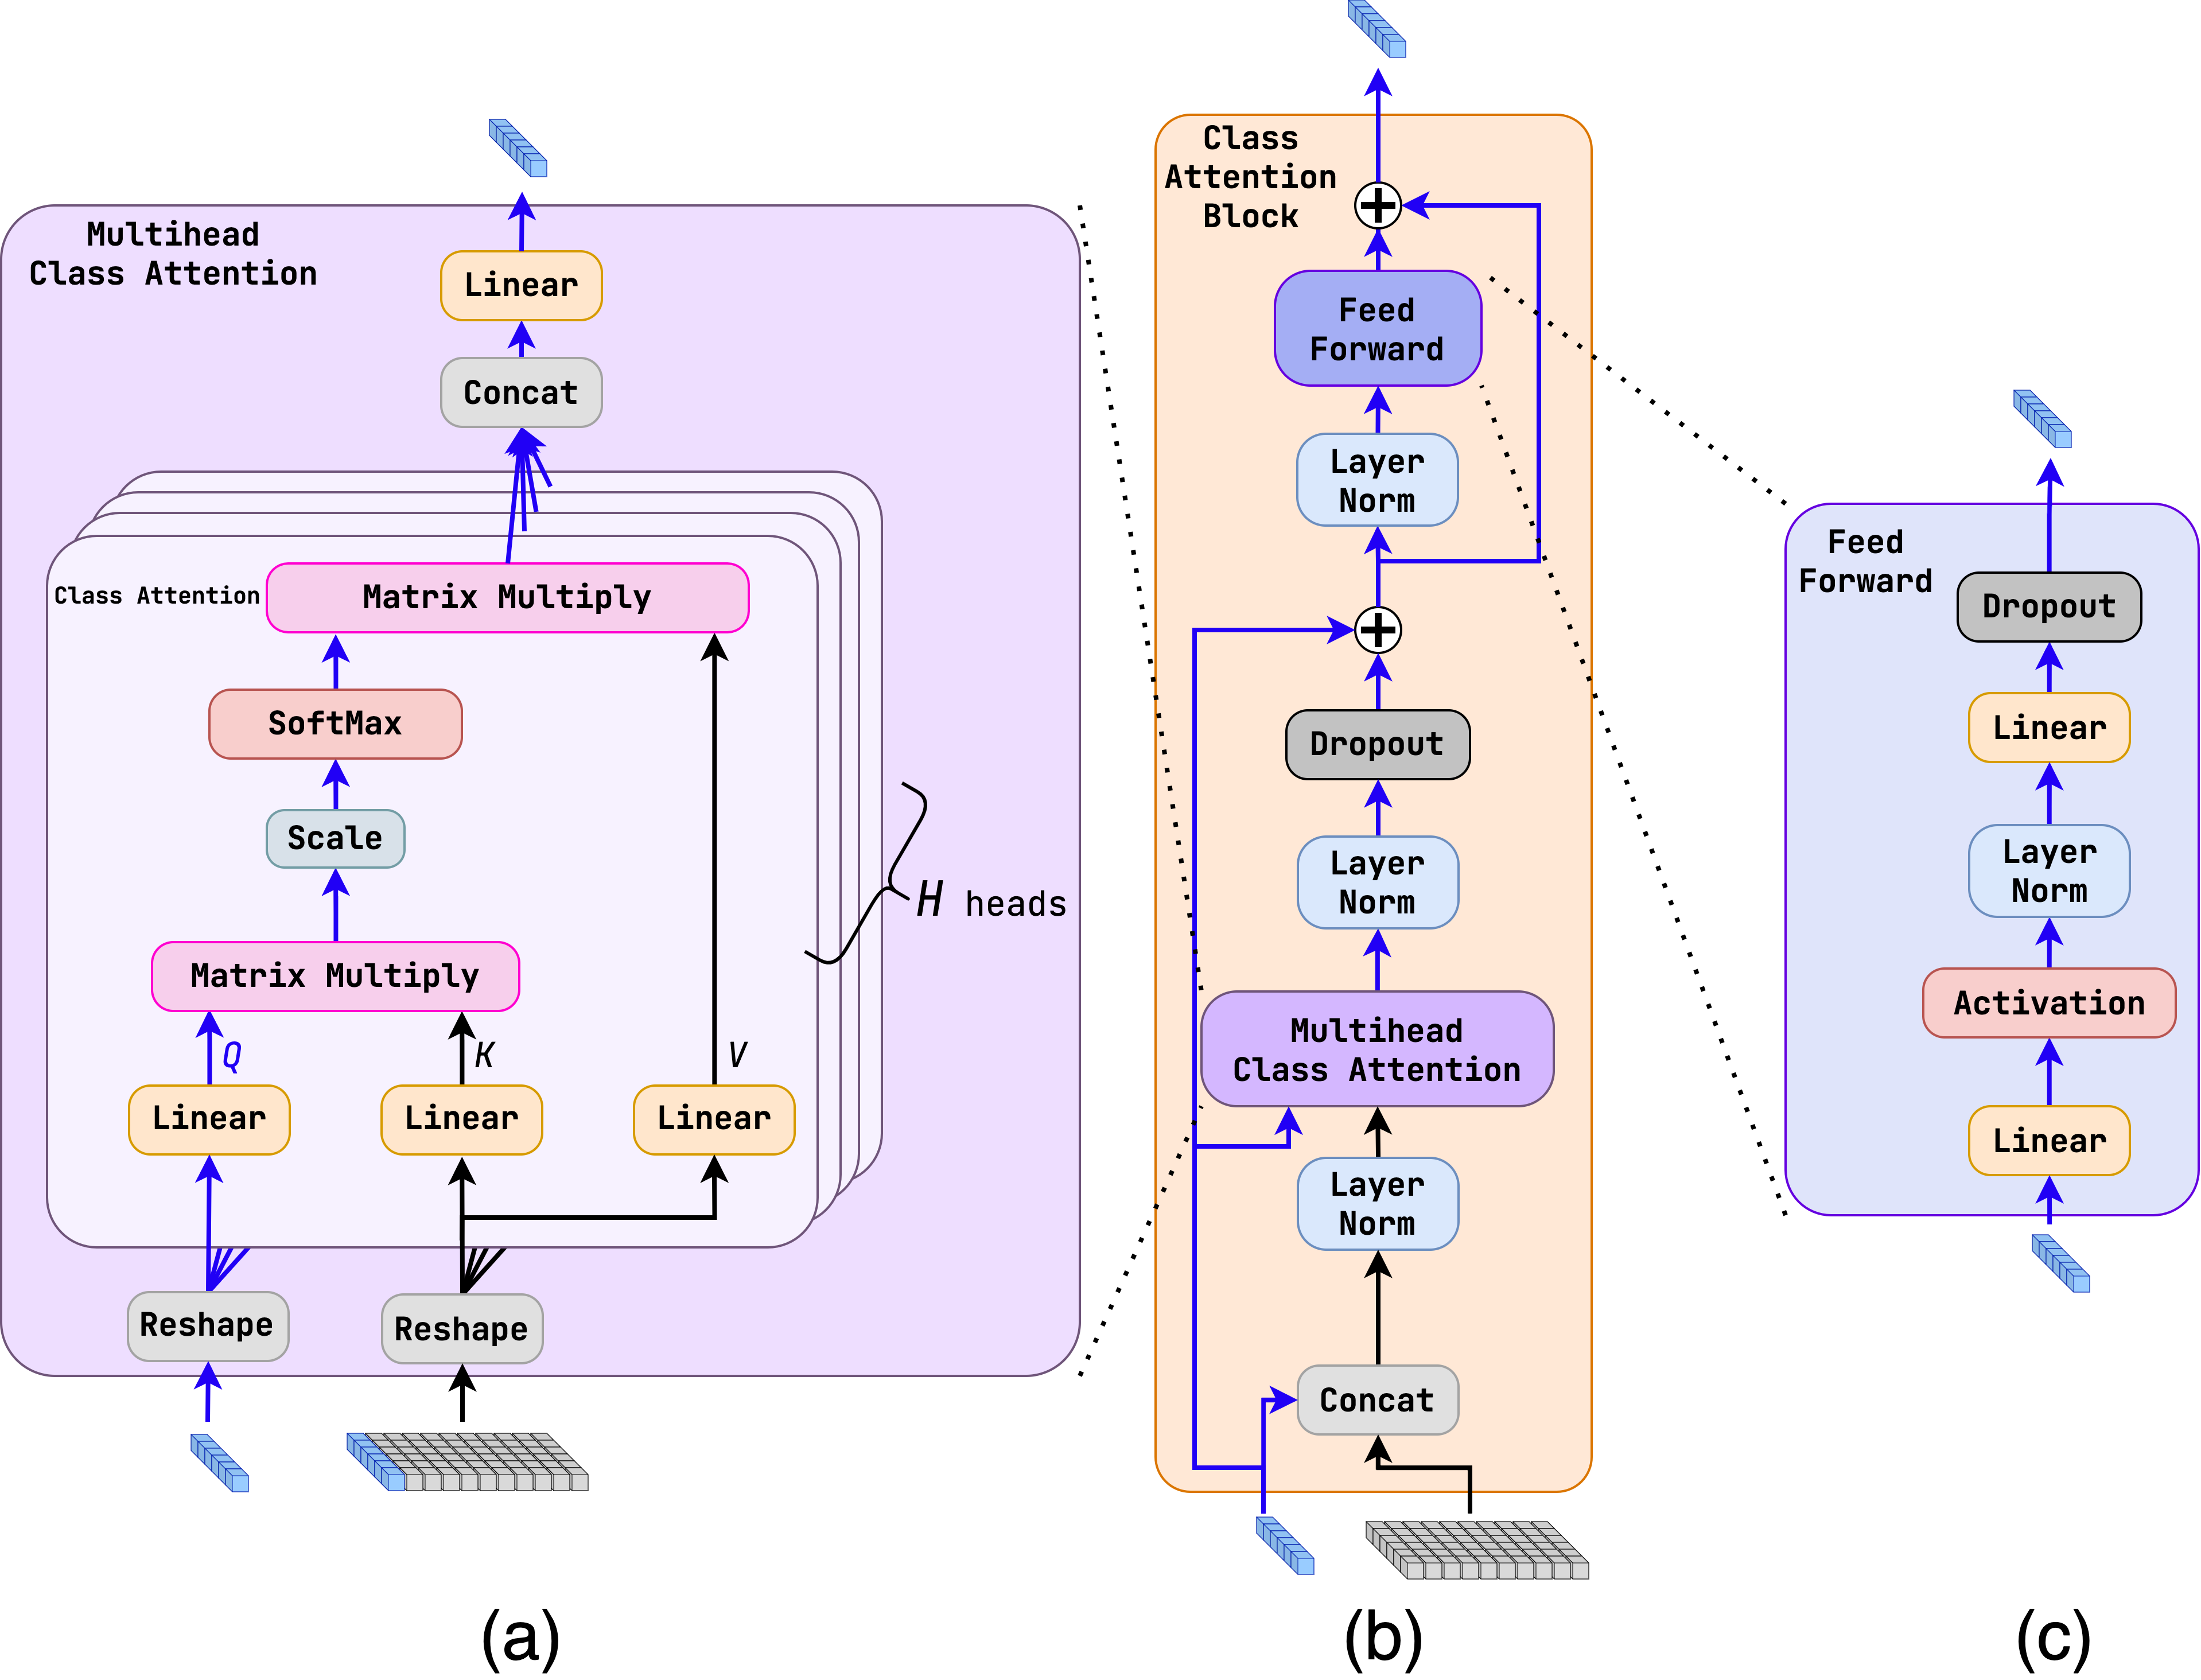 Multihead
Class Attention
Linear
Concat
Class Attention
Matrix Multiply
SoftMax
Scale
H heads
Matrix Multiply
Q
K
V
Linear
Linear
Linear
Reshape
Reshape
(a)
Class
Attention
Block
Feed
Forward
Layer
Norm
Dropout
Layer
Norm
Multihead
Class Attention
Layer
Norm
Concat
(b)
Feed
Forward
Dropout
Linear
Layer
Norm
Activation
Linear
(c)